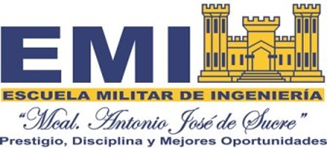 EMI
ESCUELA MILITAR DE INGENIERÍA
"Mcal. Antonio José de Sucre"
Prestigio, Disciplina y Mejores Oportunidades